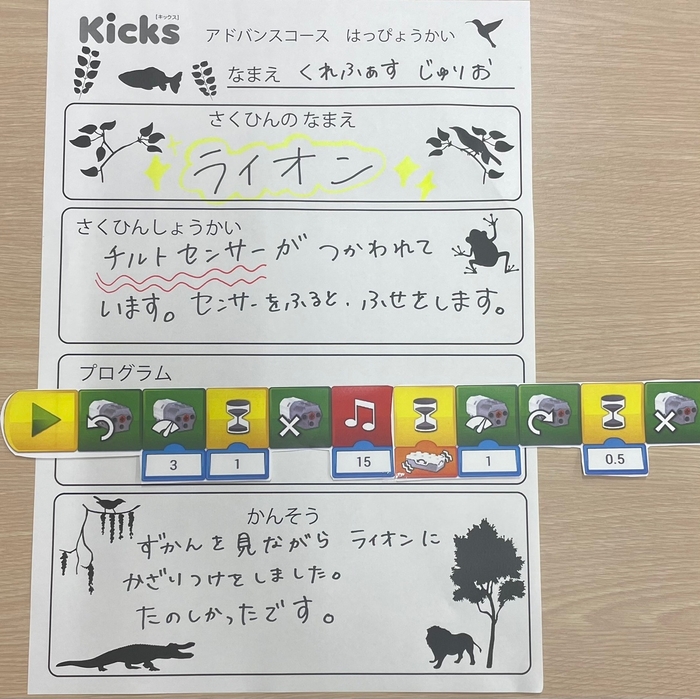 Kicks 【キックス】 アドバンスコース はっぴょうかい
なまえ くれふぁす じゅりお
さくひんの なまえ
ライオン
さくひんしょうかい
チルトセンサーが つかわれて
います。センサーをふると、ふせをします。
プログラム
3 1 15 1 0.5
かんそう
ずかんを見ながら ライオンに
かざりつけをしました。
たのしかったです。